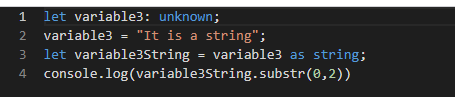 1 let variable3: unknown;
2 variable3 = "It is a string";
3 let variable3String = variable3 as string;
4 console.log(variable3String.substr(0,2))